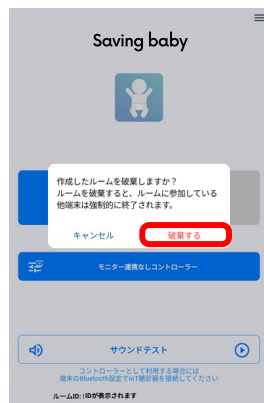 Saving baby
作成したルームを破棄しますか？
ルームを破棄すると、ルームに参加している
他端末は強制的に終了されます。
キャンセル
破棄する
モニター連携なしコントローラー
サウンドテスト
コントローラーとして利用する場合には
端末のBluetooth設定でIoT聴診器を接続してください
ルームID: !IDが表示されます